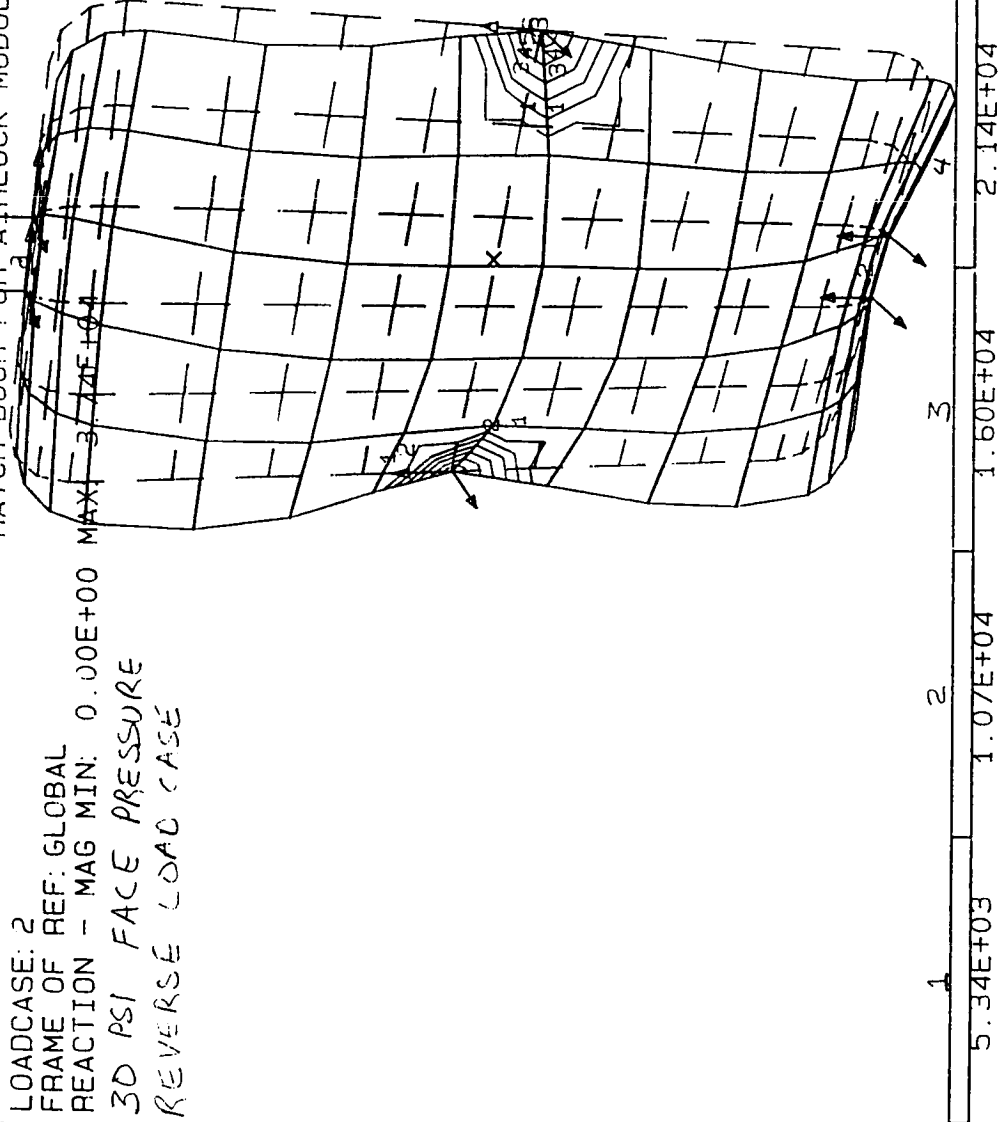 HATCH
AIRLOCK
LOADCASE: 2
FRAME OF REF: GLOBAL
REACTION - MAG MIN: 0.00E+00 MAX: 3.74E+04
30 PSI FACE PRESSURE
REVERSE LOAD CASE
1 2 3 4
5.34E+03 1.07E+04 1.60E+04 2.14E+04